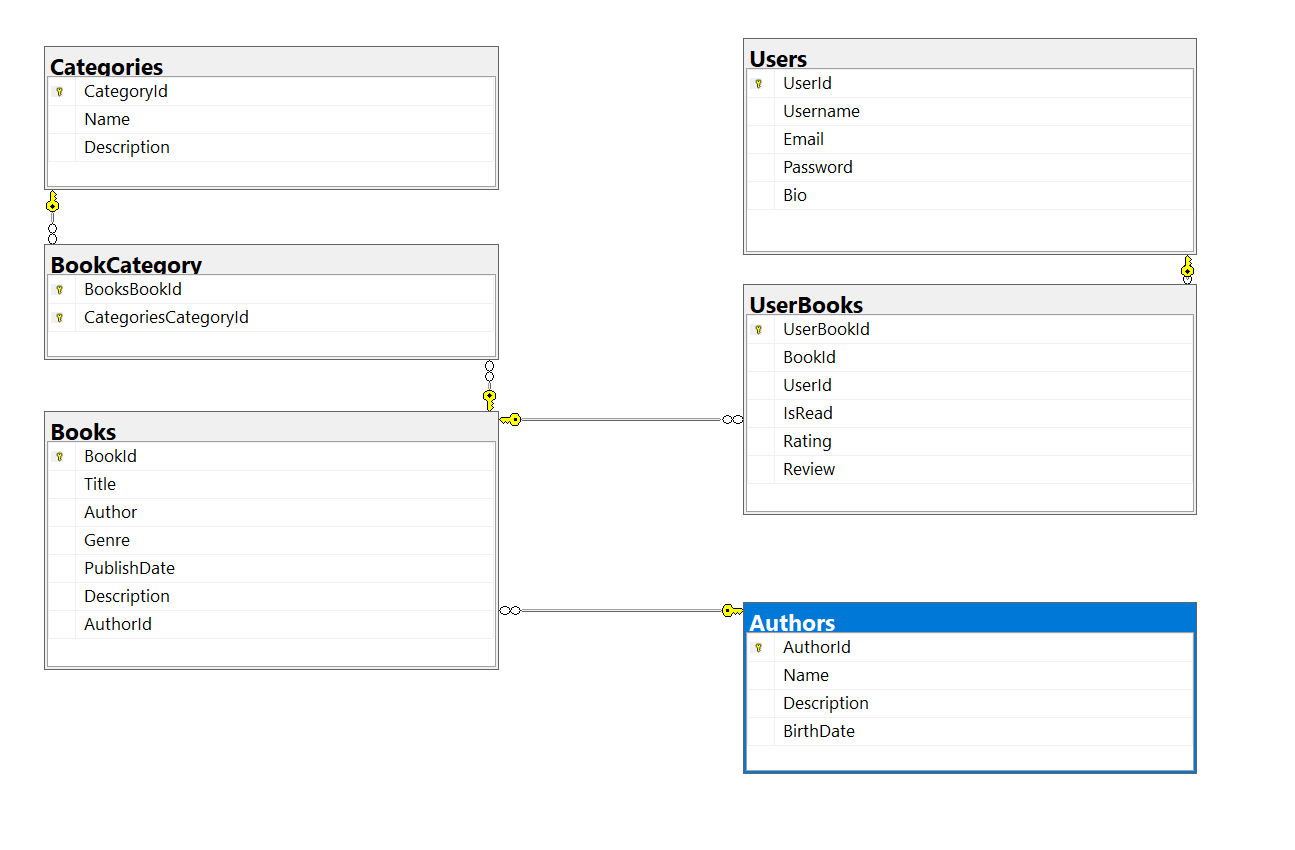 Categories
CategoryId
Name
Description
BookCategory
BooksBookId
CategoriesCategoryId
Books
BookId
Title
Author
Genre
PublishDate
Description
AuthorId
Users
UserId
Username
Email
Password
Bio
UserBooks
UserBookId
BookId
UserId
IsRead
Rating
Review
Authors
AuthorId
Name
Description
BirthDate